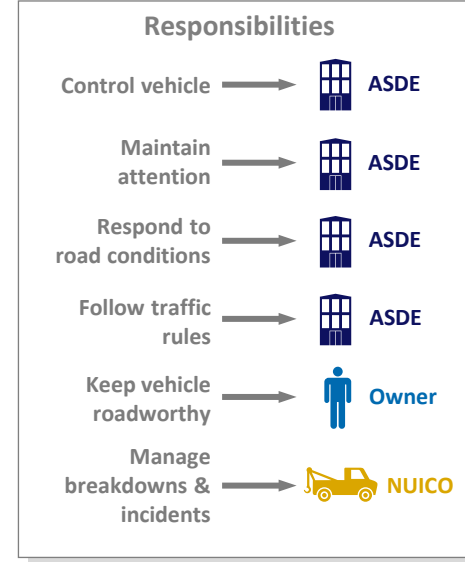 Responsibilities
Control vehicle
ASDE
Maintain
attention
ASDE
Respond to
road conditions
ASDE
Follow traffic
rules
ASDE
Keep vehicle
roadworthy
Owner
Manage
breakdowns &
incidents
NUICO